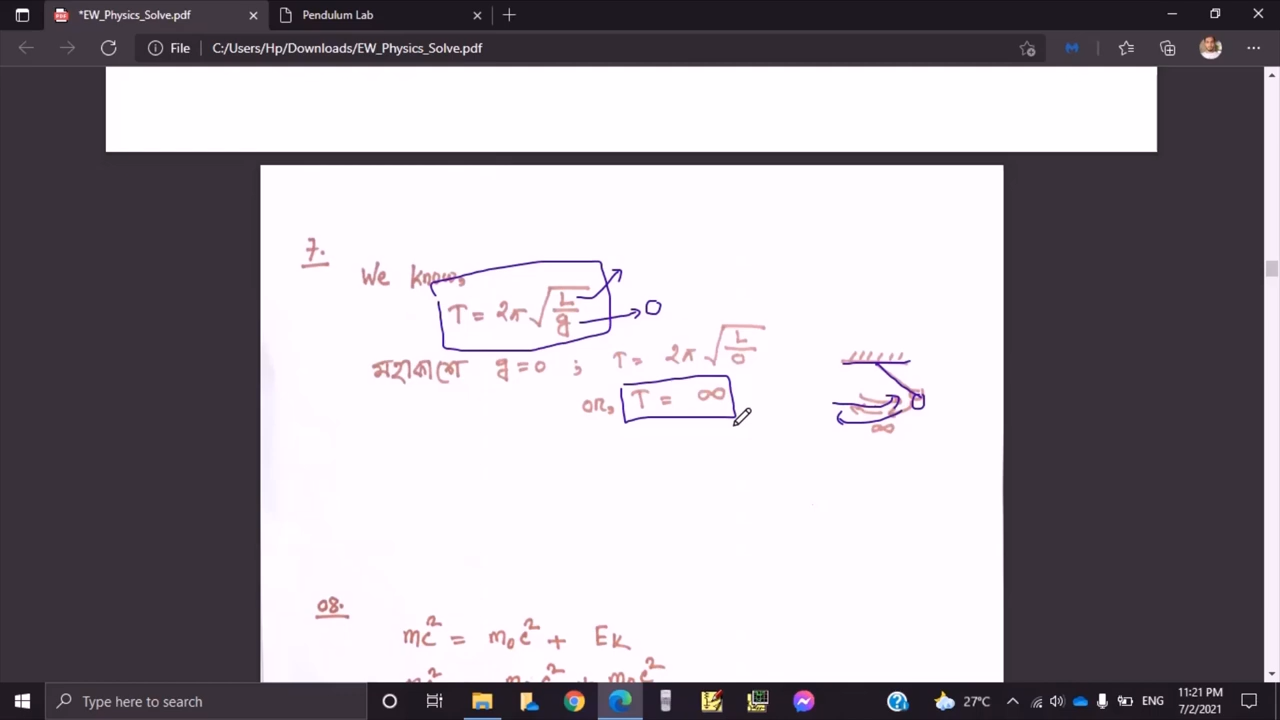 *EW_Physics_Solve.pdf
Pendulum Lab
File C:/Users/Hp/Downloads/EW_Physics_Solve.pdf
7.
We know,
T = 2π √L/g → 0
মহাকাশে g = 0 ; T = 2π √L/0
OR, T = ∞
∞
08.
mc² = m₀c² + EK
Type here to search
27°C
ENG
11:21 PM
7/2/2021